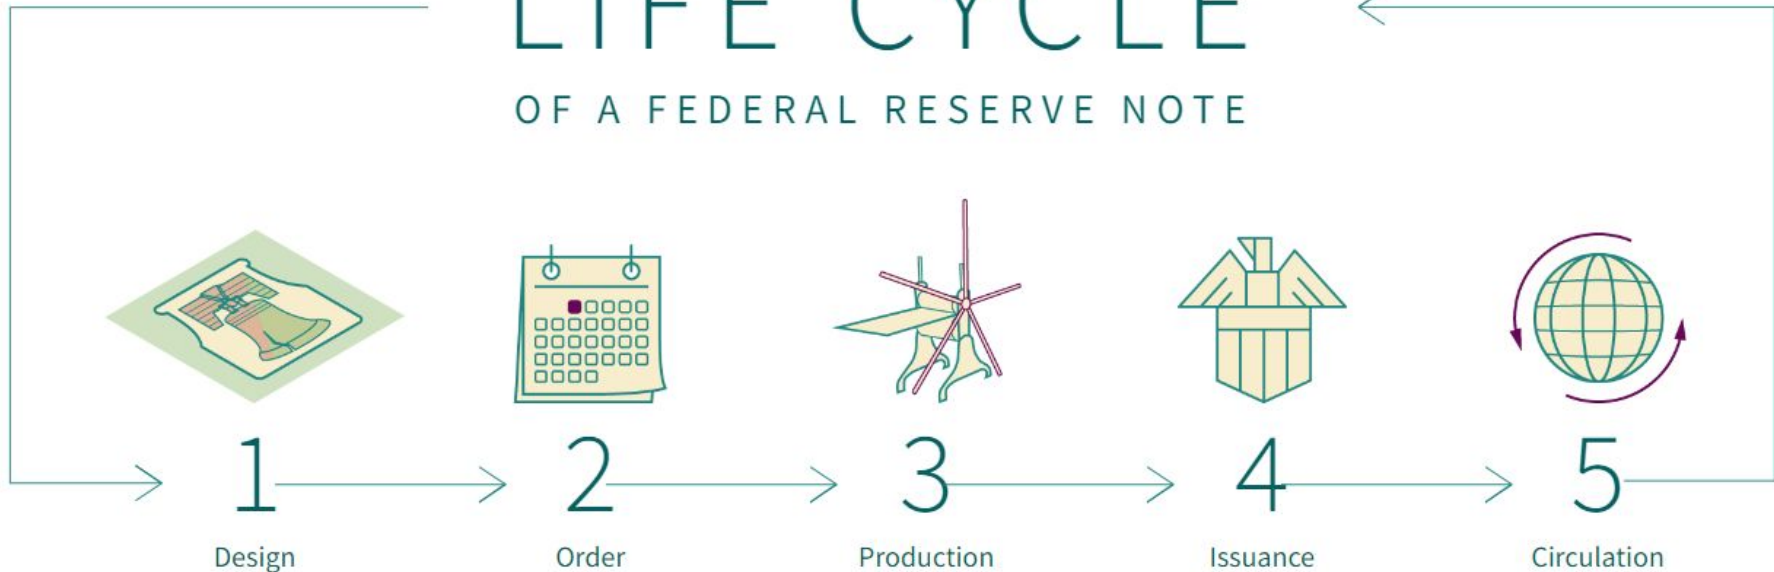 LIFE CYCLE
OF A FEDERAL RESERVE NOTE
1 2 3 4 5
Design Order Production Issuance Circulation